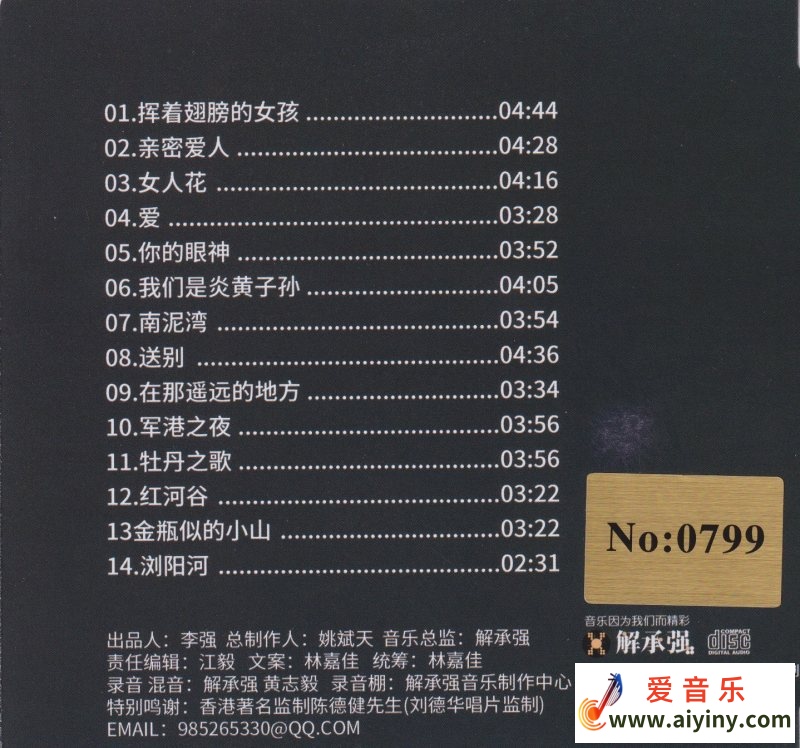 01.挥着翅膀的女孩 ............................04:44
02.亲密爱人 ......................................04:28
03.女人花 .........................................04:16
04.爱 ................................................03:28
05.你的眼神 ......................................03:52
06.我们是炎黄子孙 ............................04:05
07.南泥湾 .........................................03:54
08.送别 ............................................04:36
09.在那遥远的地方 ............................03:34
10.军港之夜 ......................................03:56
11.牡丹之歌 ......................................03:56
12.红河谷 .........................................03:22
13金瓶似的小山 ................................03:22
14.浏阳河 .........................................02:31
No:0799
音乐因为我们而精彩
解承强
COMPACT
disc
DIGITAL AUDIO
出品人：李强 总制作人：姚斌天 音乐总监：解承强
责任编辑：江毅 文案：林嘉佳 统筹：林嘉佳
录音 混音：解承强 黄志毅 录音棚：解承强音乐制作中心
特别鸣谢：香港著名监制陈德健先生(刘德华唱片监制)
EMAIL：985265330@QQ.COM
爱音乐
www.aiyiny.com